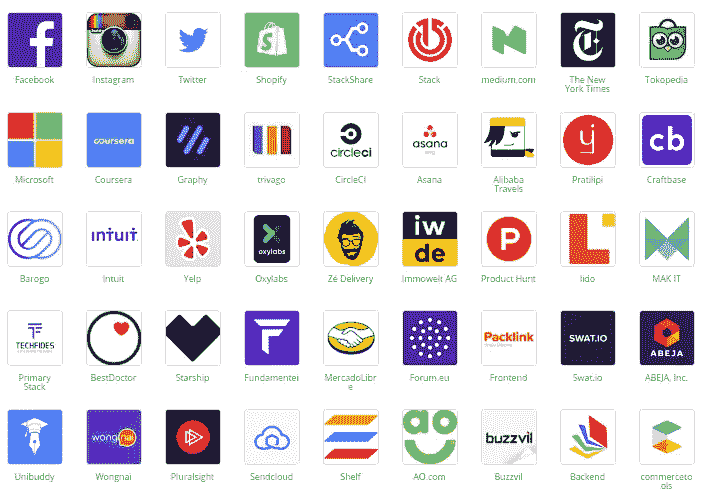 Facebook
Instagram
Twitter
Shopify
StackShare
Stack
medium.com
The New
York Times
Tokopedia
Microsoft
coursera
Coursera
Graphy
trivago
circleci
CircleCI
asana
Asana
Alibaba
Travels
Pratilipi
cb
Craftbase
Barogo
INTUIT
Intuit
Yelp
oxylabs
Oxylabs
Zé Delivery
iw
de
Immowelt AG
P
Product Hunt
lido
MAK IT
TECHFIDES
Primary
Stack
BestDoctor
Starship
Fundamentei
MercadoLibr
e
Forum.eu
Packlink
Frontend
SWAT.IO
Swat.io
ABEJA
ABEJA, Inc.
Unibuddy
wongnai
Wongnai
Pluralsight
Sendcloud
Shelf
ao
AO.com
buzzvil
Buzzvil
Backend
commerceto
ols